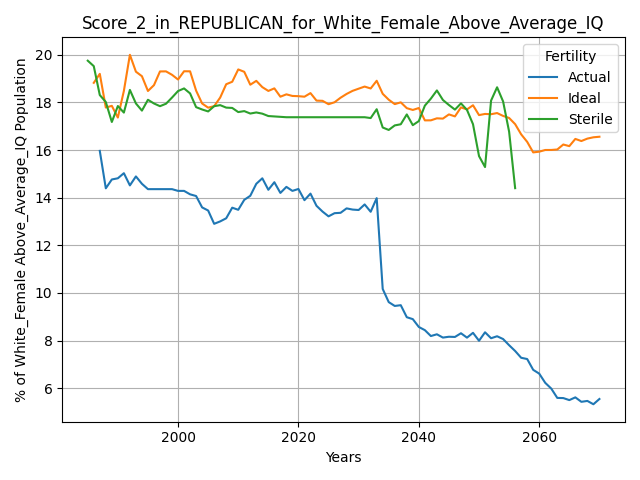 Score_2_in_REPUBLICAN_for_White_Female_Above_Average_IQ
% of White_Female Above_Average_IQ Population
20
18
16
14
12
10
8
6
2000
2020
2040
2060
Years
Fertility
Actual
Ideal
Sterile